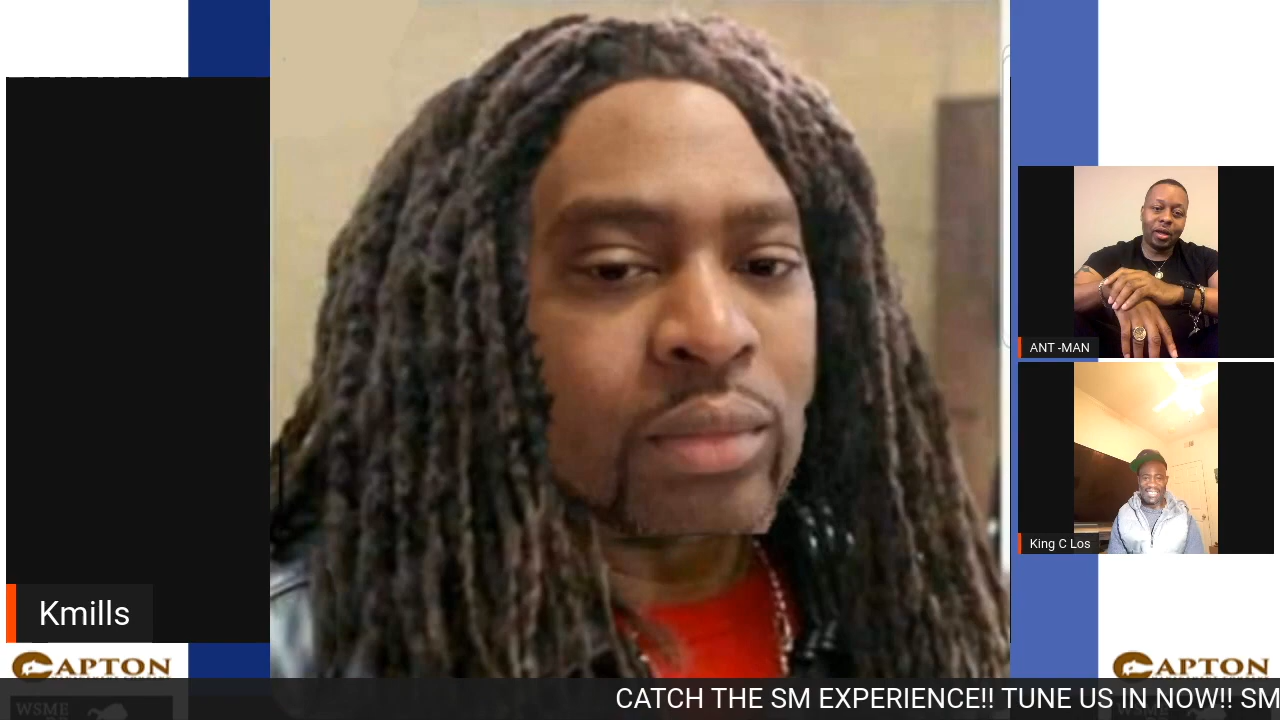 ANT -MAN
King C Los
Kmills
CAPTON
CAPTON
CATCH THE SM EXPERIENCE!! TUNE US IN NOW!! SM
WSME